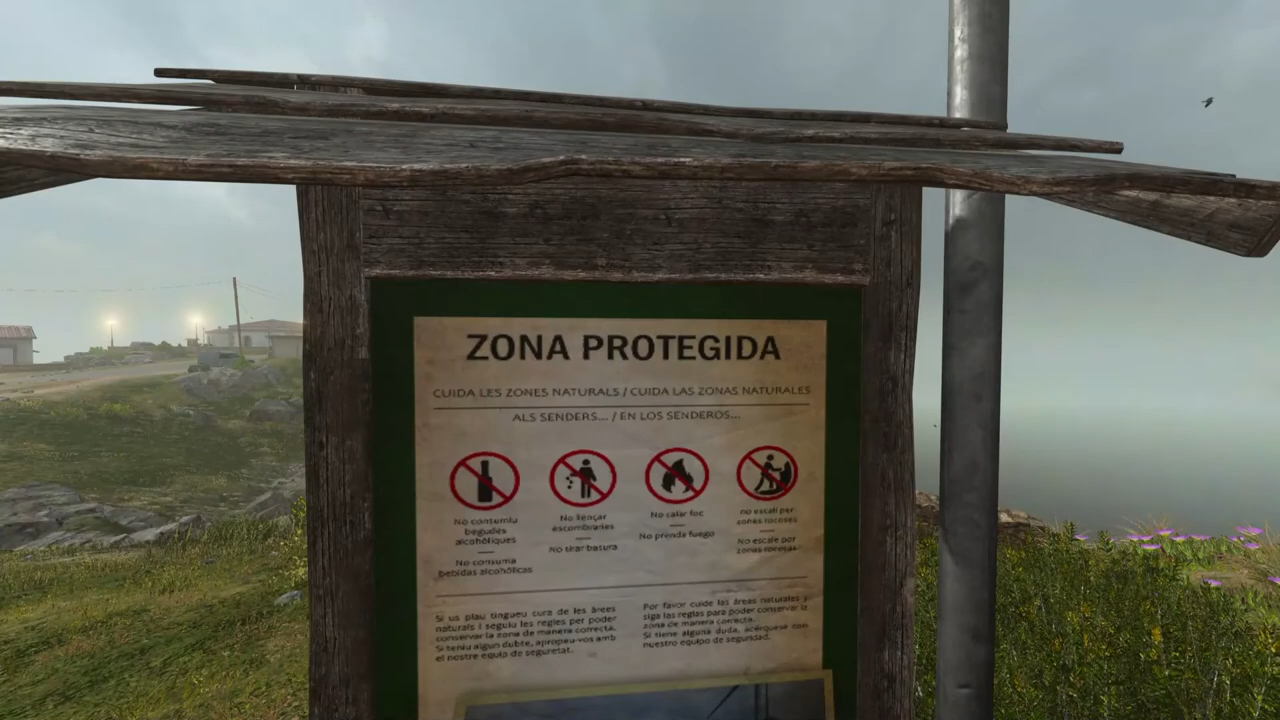 ZONA PROTEGIDA
CUIDA LES ZONES NATURALS / CUIDA LAS ZONAS NATURALES
ALS SENDERS... / EN LOS SENDEROS...
No consumiu
begudes
alcohòliques
No consuma
bebidas alcohólicas
No llençar
escombraries
No tirar basura
No calar foc
No prenda fuego
no escali per
zones rocoses
No escale por
zonas rocosas
Si us plau tingueu cura de les àrees
naturals i seguiu les regles per poder
conservar la zona de manera correcta.
Si teniu algun dubte, apropeu-vos amb
el nostre equip de seguretat.
Por favor cuide las áreas naturales y
siga las reglas para poder conservar la
zona de manera correcta.
Si tiene alguna duda, acérquese con
nuestro equipo de seguridad.